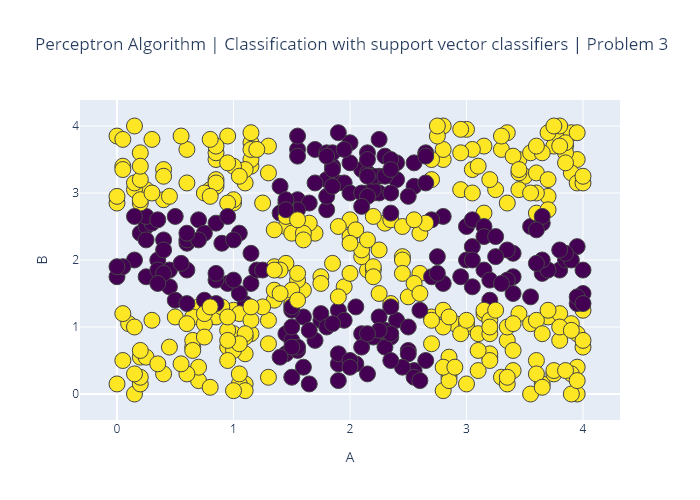 Perceptron Algorithm | Classification with support vector classifiers | Problem 3
4
3
2
1
0
B
0 1 2 3 4
A